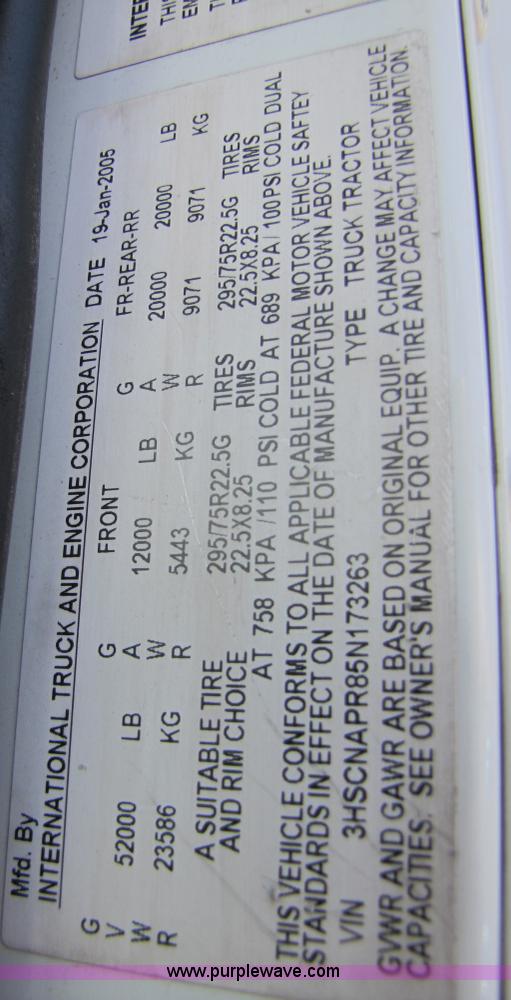 INTE
THI
EM
Mfd. By
INTERNATIONAL TRUCK AND ENGINE CORPORATION DATE 19-Jan-2005
G FRONT G FR-REAR-RR
V 52000 LB A 12000 LB A 20000 20000 LB
W W W
R 23586 KG R 5443 KG R 9071 9071 KG
A SUITABLE TIRE 295/75R22.5G TIRES 295/75R22.5G TIRES
AND RIM CHOICE 22.5X8.25 RIMS 22.5X8.25 RIMS
AT 758 KPA /110 PSI COLD AT 689 KPA / 100PSI COLD DUAL
THIS VEHICLE CONFORMS TO ALL APPLICABLE FEDERAL MOTOR VEHICLE SAFTEY
STANDARDS IN EFFECT ON THE DATE OF MANUFACTURE SHOWN ABOVE.
VIN 3HSCNAPR85N173263 TYPE TRUCK TRACTOR
GVWR AND GAWR ARE BASED ON ORIGINAL EQUIP. A CHANGE MAY AFFECT VEHICLE
CAPACITIES. SEE OWNER'S MANUAL FOR OTHER TIRE AND CAPACITY INFORMATION.
www.purplewave.com